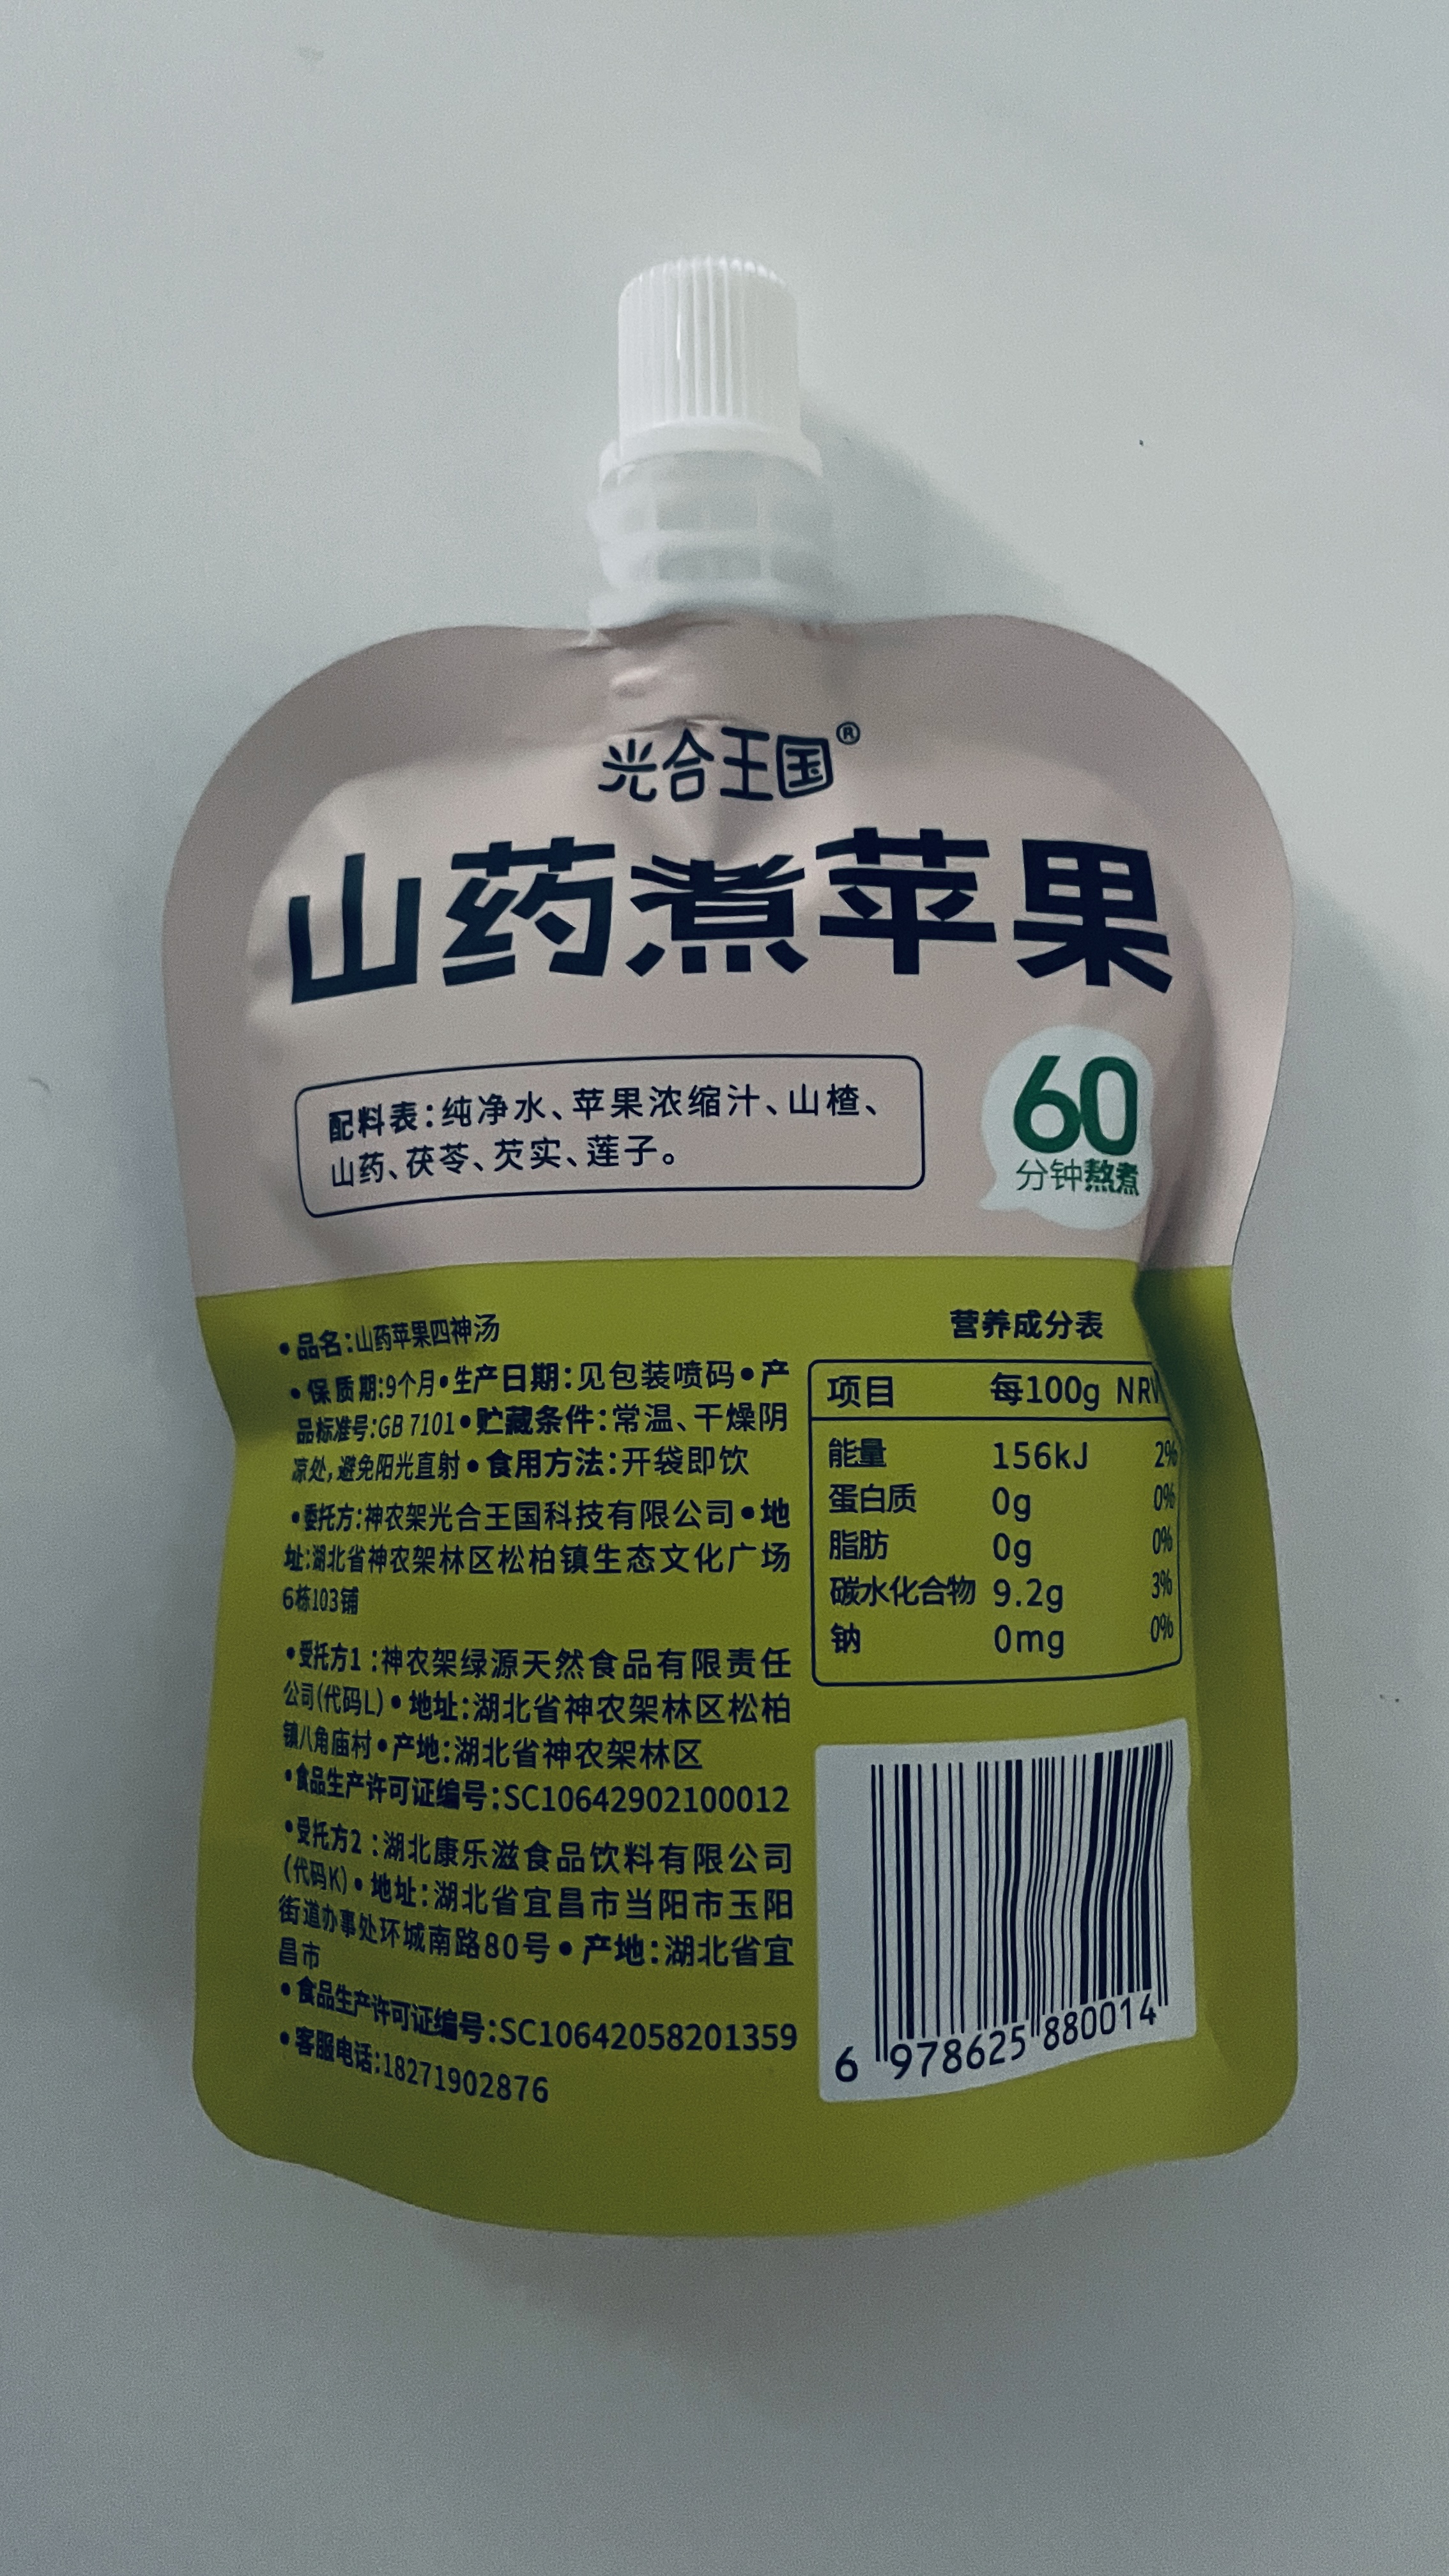 光合王国®
山药煮苹果
配料表:纯净水、苹果浓缩汁、山楂、
山药、茯苓、芡实、莲子。
60
分钟熬煮
•品名:山药苹果四神汤
•保质期:9个月•生产日期:见包装喷码•产
品标准号:GB 7101•贮藏条件:常温、干燥阴
凉处,避免阳光直射•食用方法:开袋即饮
•委托方:神农架光合王国科技有限公司•地
址:湖北省神农架林区松柏镇生态文化广场
6栋103铺
•受托方1:神农架绿源天然食品有限责任
公司(代码L)•地址:湖北省神农架林区松柏
镇八角庙村•产地:湖北省神农架林区
•食品生产许可证编号:SC10642902100012
•受托方2:湖北康乐滋食品饮料有限公司
(代码K)•地址:湖北省宜昌市当阳市玉阳
街道办事处环城南路80号•产地:湖北省宜
昌市
•食品生产许可证编号:SC10642058201359
•客服电话:18271902876
营养成分表
项目 每100g NRV
能量 156kJ 2%
蛋白质 0g 0%
脂肪 0g 0%
碳水化合物 9.2g 3%
钠 0mg 0%
6 978625 880014